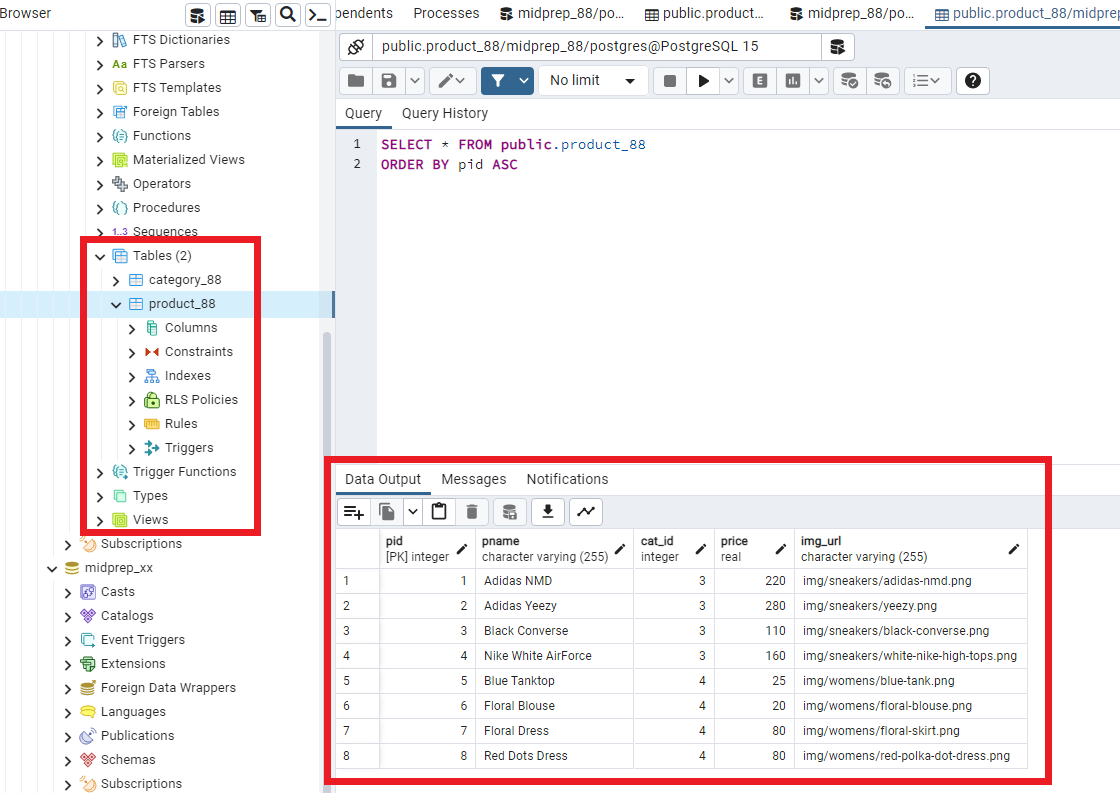 Browser
pendents Processes midprep_88/po... public.product... midprep_88/po... public.product_88/midprep
FTS Dictionaries
FTS Parsers
FTS Templates
Foreign Tables
Functions
Materialized Views
Operators
Procedures
1..3 Sequences
Tables (2)
category_88
product_88
Columns
Constraints
Indexes
RLS Policies
Rules
Triggers
Trigger Functions
Types
Views
Subscriptions
midprep_xx
Casts
Catalogs
Event Triggers
Extensions
Foreign Data Wrappers
Languages
Publications
Schemas
Subscriptions
public.product_88/midprep_88/postgres@PostgreSQL 15
No limit
E
Query Query History
1 SELECT * FROM public.product_88
2 ORDER BY pid ASC
Data Output Messages Notifications
pid pname cat_id price img_url
[PK] integer character varying (255) integer real character varying (255)
1 1 Adidas NMD 3 220 img/sneakers/adidas-nmd.png
2 2 Adidas Yeezy 3 280 img/sneakers/yeezy.png
3 3 Black Converse 3 110 img/sneakers/black-converse.png
4 4 Nike White AirForce 3 160 img/sneakers/white-nike-high-tops.png
5 5 Blue Tanktop 4 25 img/womens/blue-tank.png
6 6 Floral Blouse 4 20 img/womens/floral-blouse.png
7 7 Floral Dress 4 80 img/womens/floral-skirt.png
8 8 Red Dots Dress 4 80 img/womens/red-polka-dot-dress.png